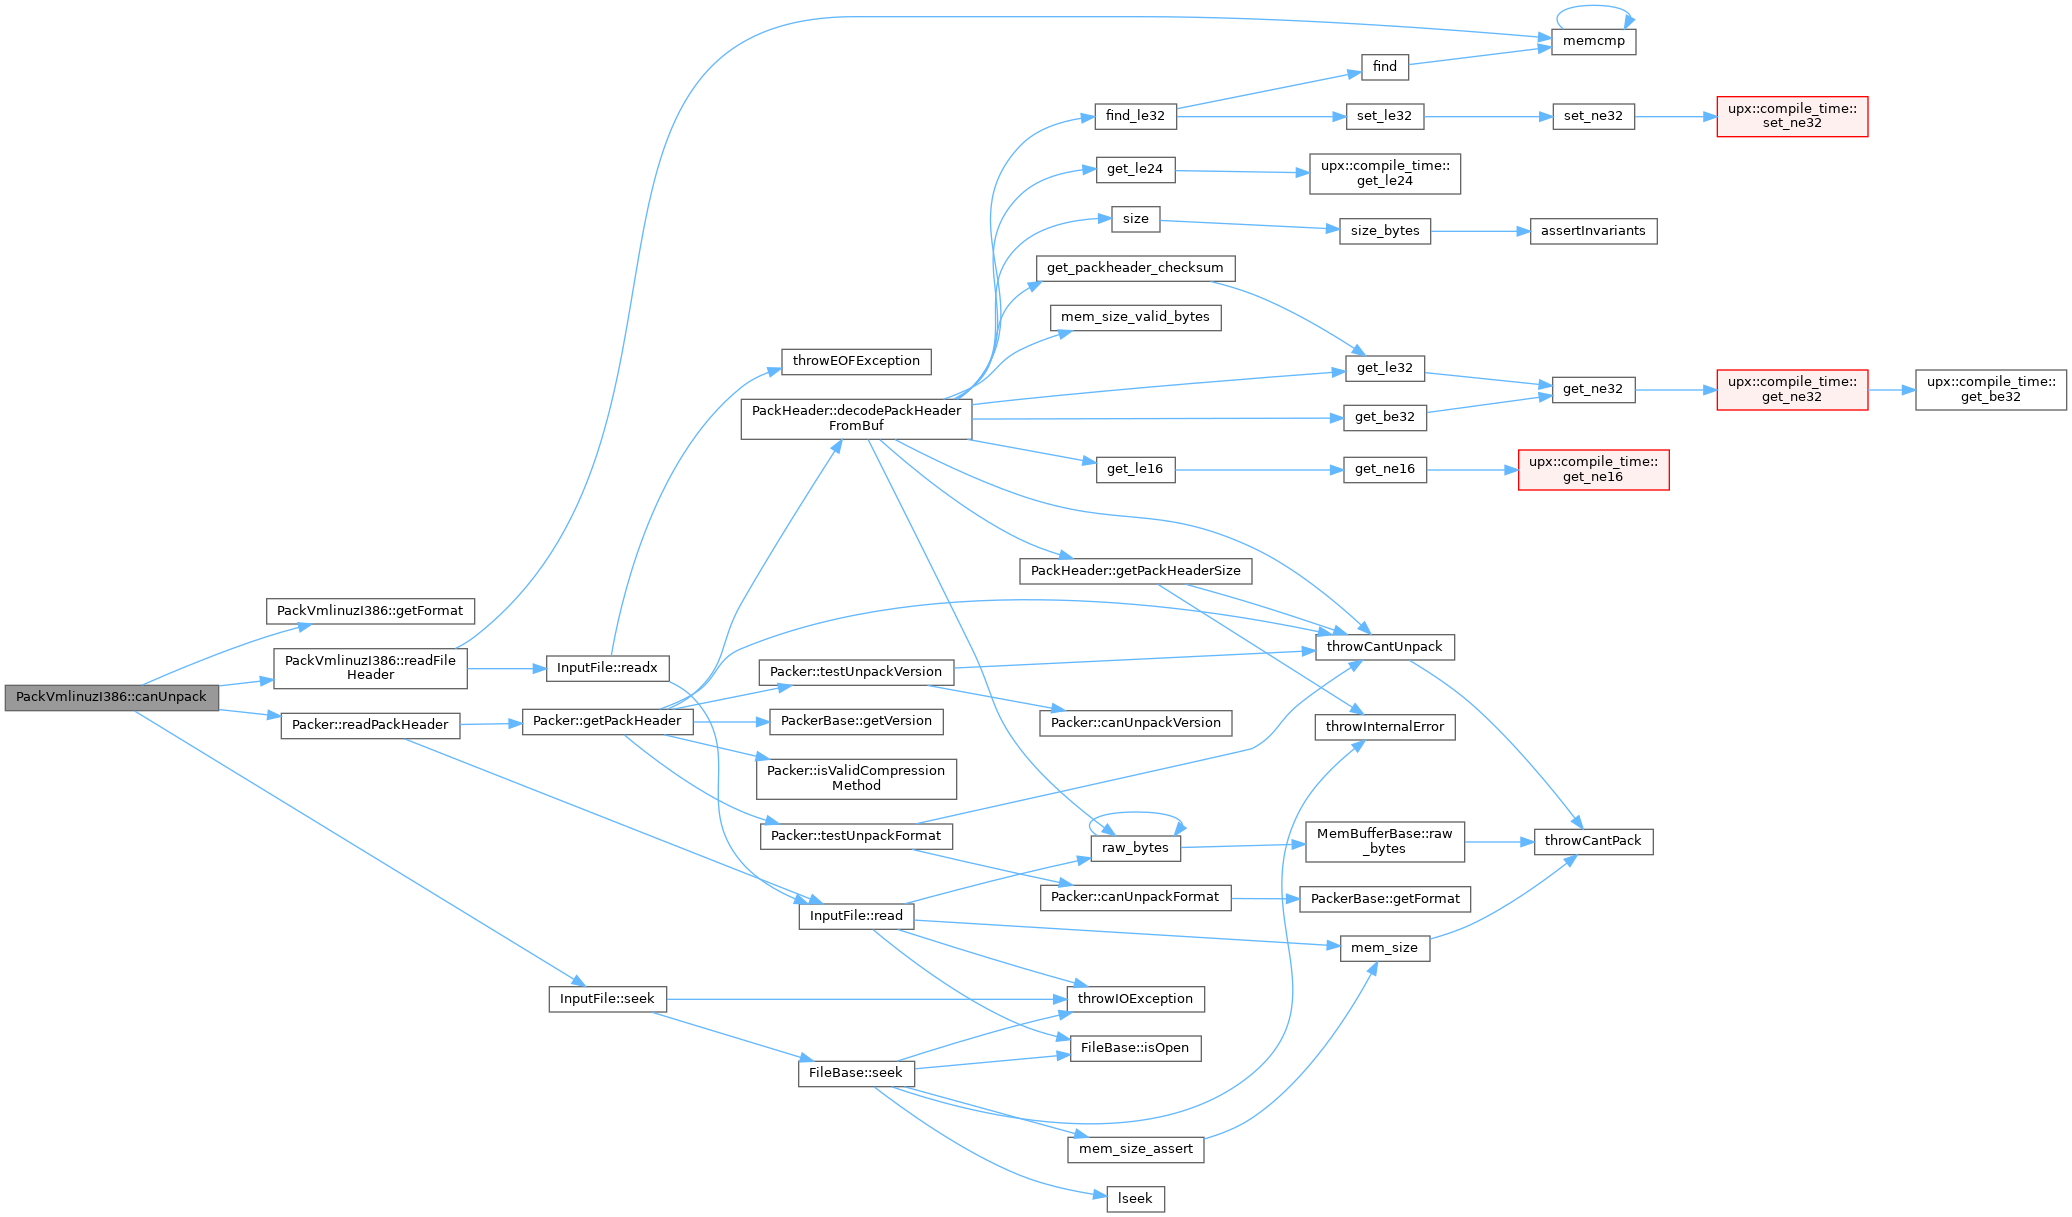 memcmp
find
find_le32
set_le32
set_ne32
upx::compile_time::
set_ne32
get_le24
upx::compile_time::
get_le24
size
size_bytes
assertInvariants
get_packheader_checksum
mem_size_valid_bytes
throwEOFException
get_le32
get_ne32
upx::compile_time::
get_ne32
upx::compile_time::
get_be32
PackHeader::decodePackHeader
FromBuf
get_be32
get_le16
get_ne16
upx::compile_time::
get_ne16
PackHeader::getPackHeaderSize
PackVmlinuzI386::getFormat
throwCantUnpack
PackVmlinuzI386::readFile
Header
InputFile::readx
Packer::testUnpackVersion
PackVmlinuzI386::canUnpack
Packer::readPackHeader
Packer::getPackHeader
PackerBase::getVersion
Packer::canUnpackVersion
throwInternalError
Packer::isValidCompression
Method
Packer::testUnpackFormat
raw_bytes
MemBufferBase::raw
_bytes
throwCantPack
Packer::canUnpackFormat
PackerBase::getFormat
InputFile::read
mem_size
InputFile::seek
throwIOException
FileBase::isOpen
FileBase::seek
mem_size_assert
lseek